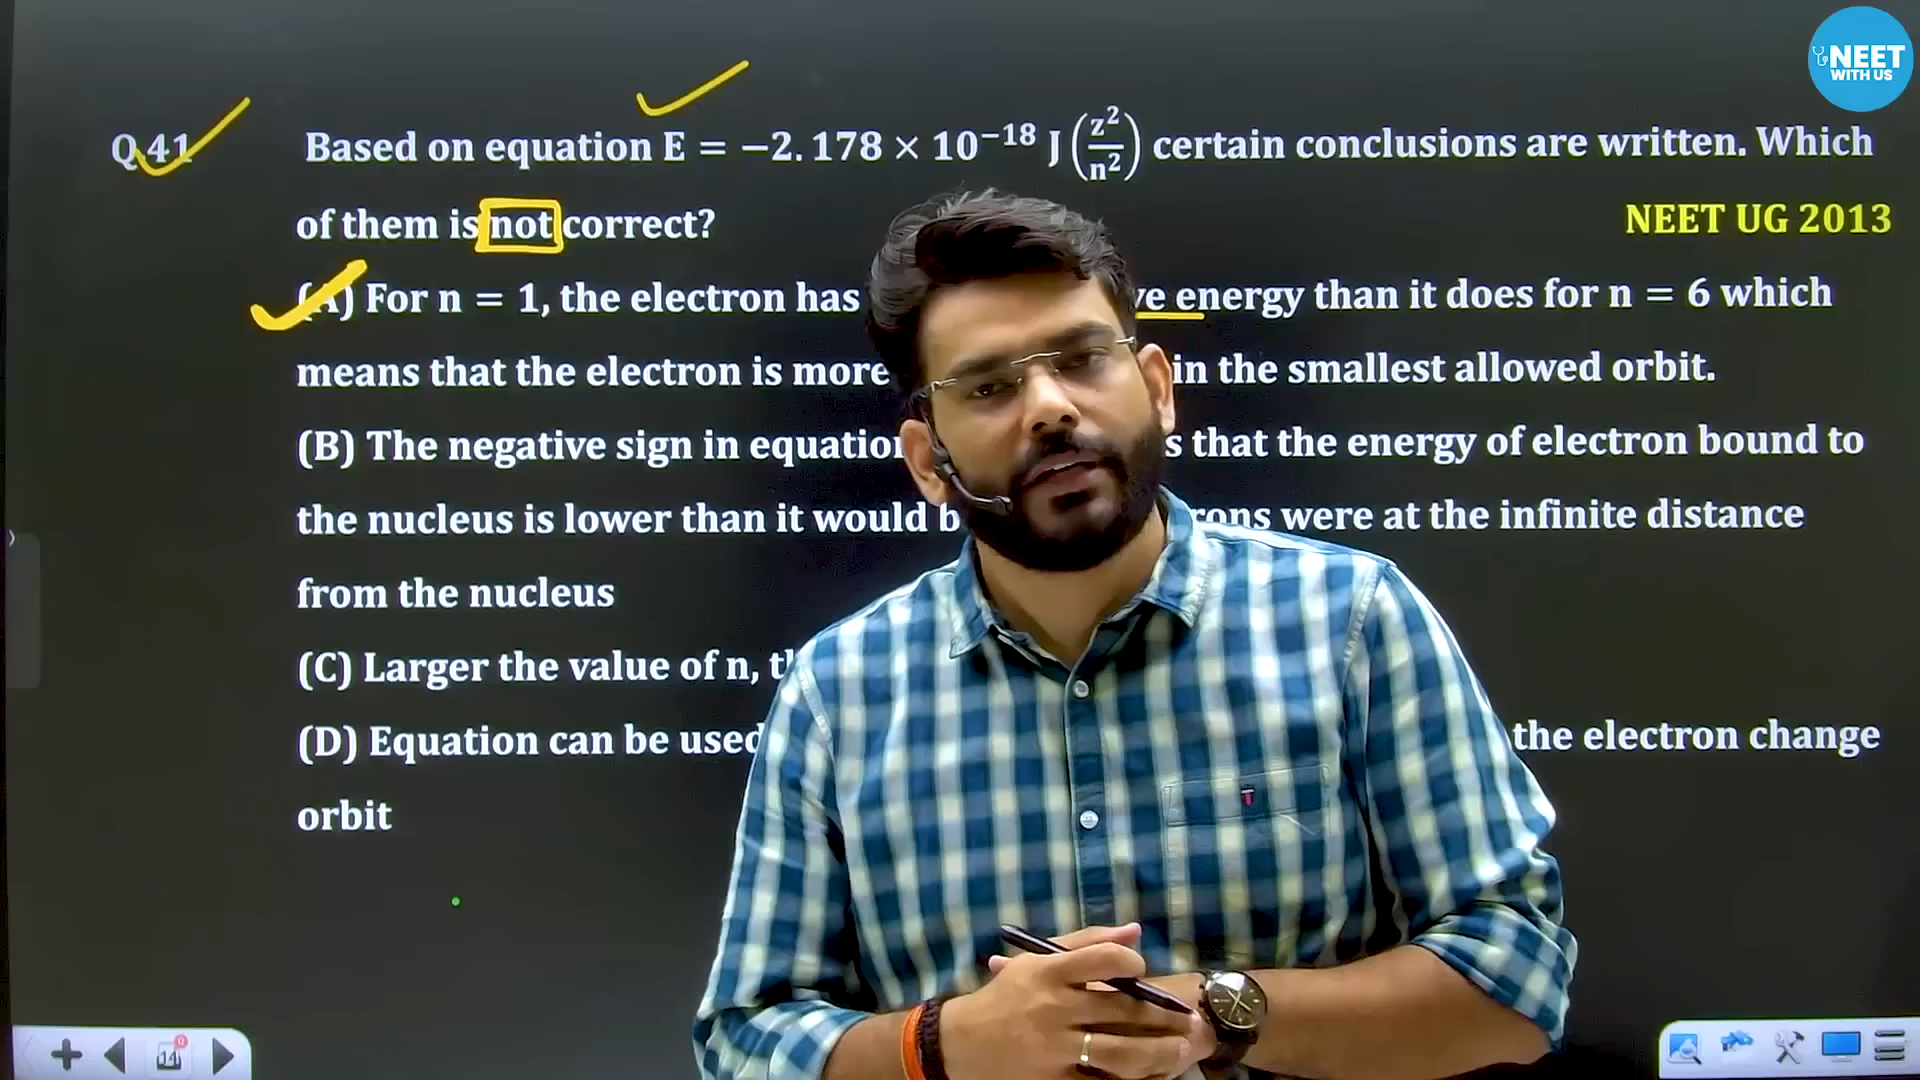 NEET
WITH US
Q.41 Based on equation E = −2.178 × 10⁻¹⁸ J (z²/n²) certain conclusions are written. Which
of them is not correct?
NEET UG 2013
(A) For n = 1, the electron has energy than it does for n = 6 which
means that the electron is more in the smallest allowed orbit.
(B) The negative sign in that the energy of electron bound to
the nucleus is lower than it would were at the infinite distance
from the nucleus
(C) Larger the value of n,
(D) Equation can be used the electron change
orbit
14
0